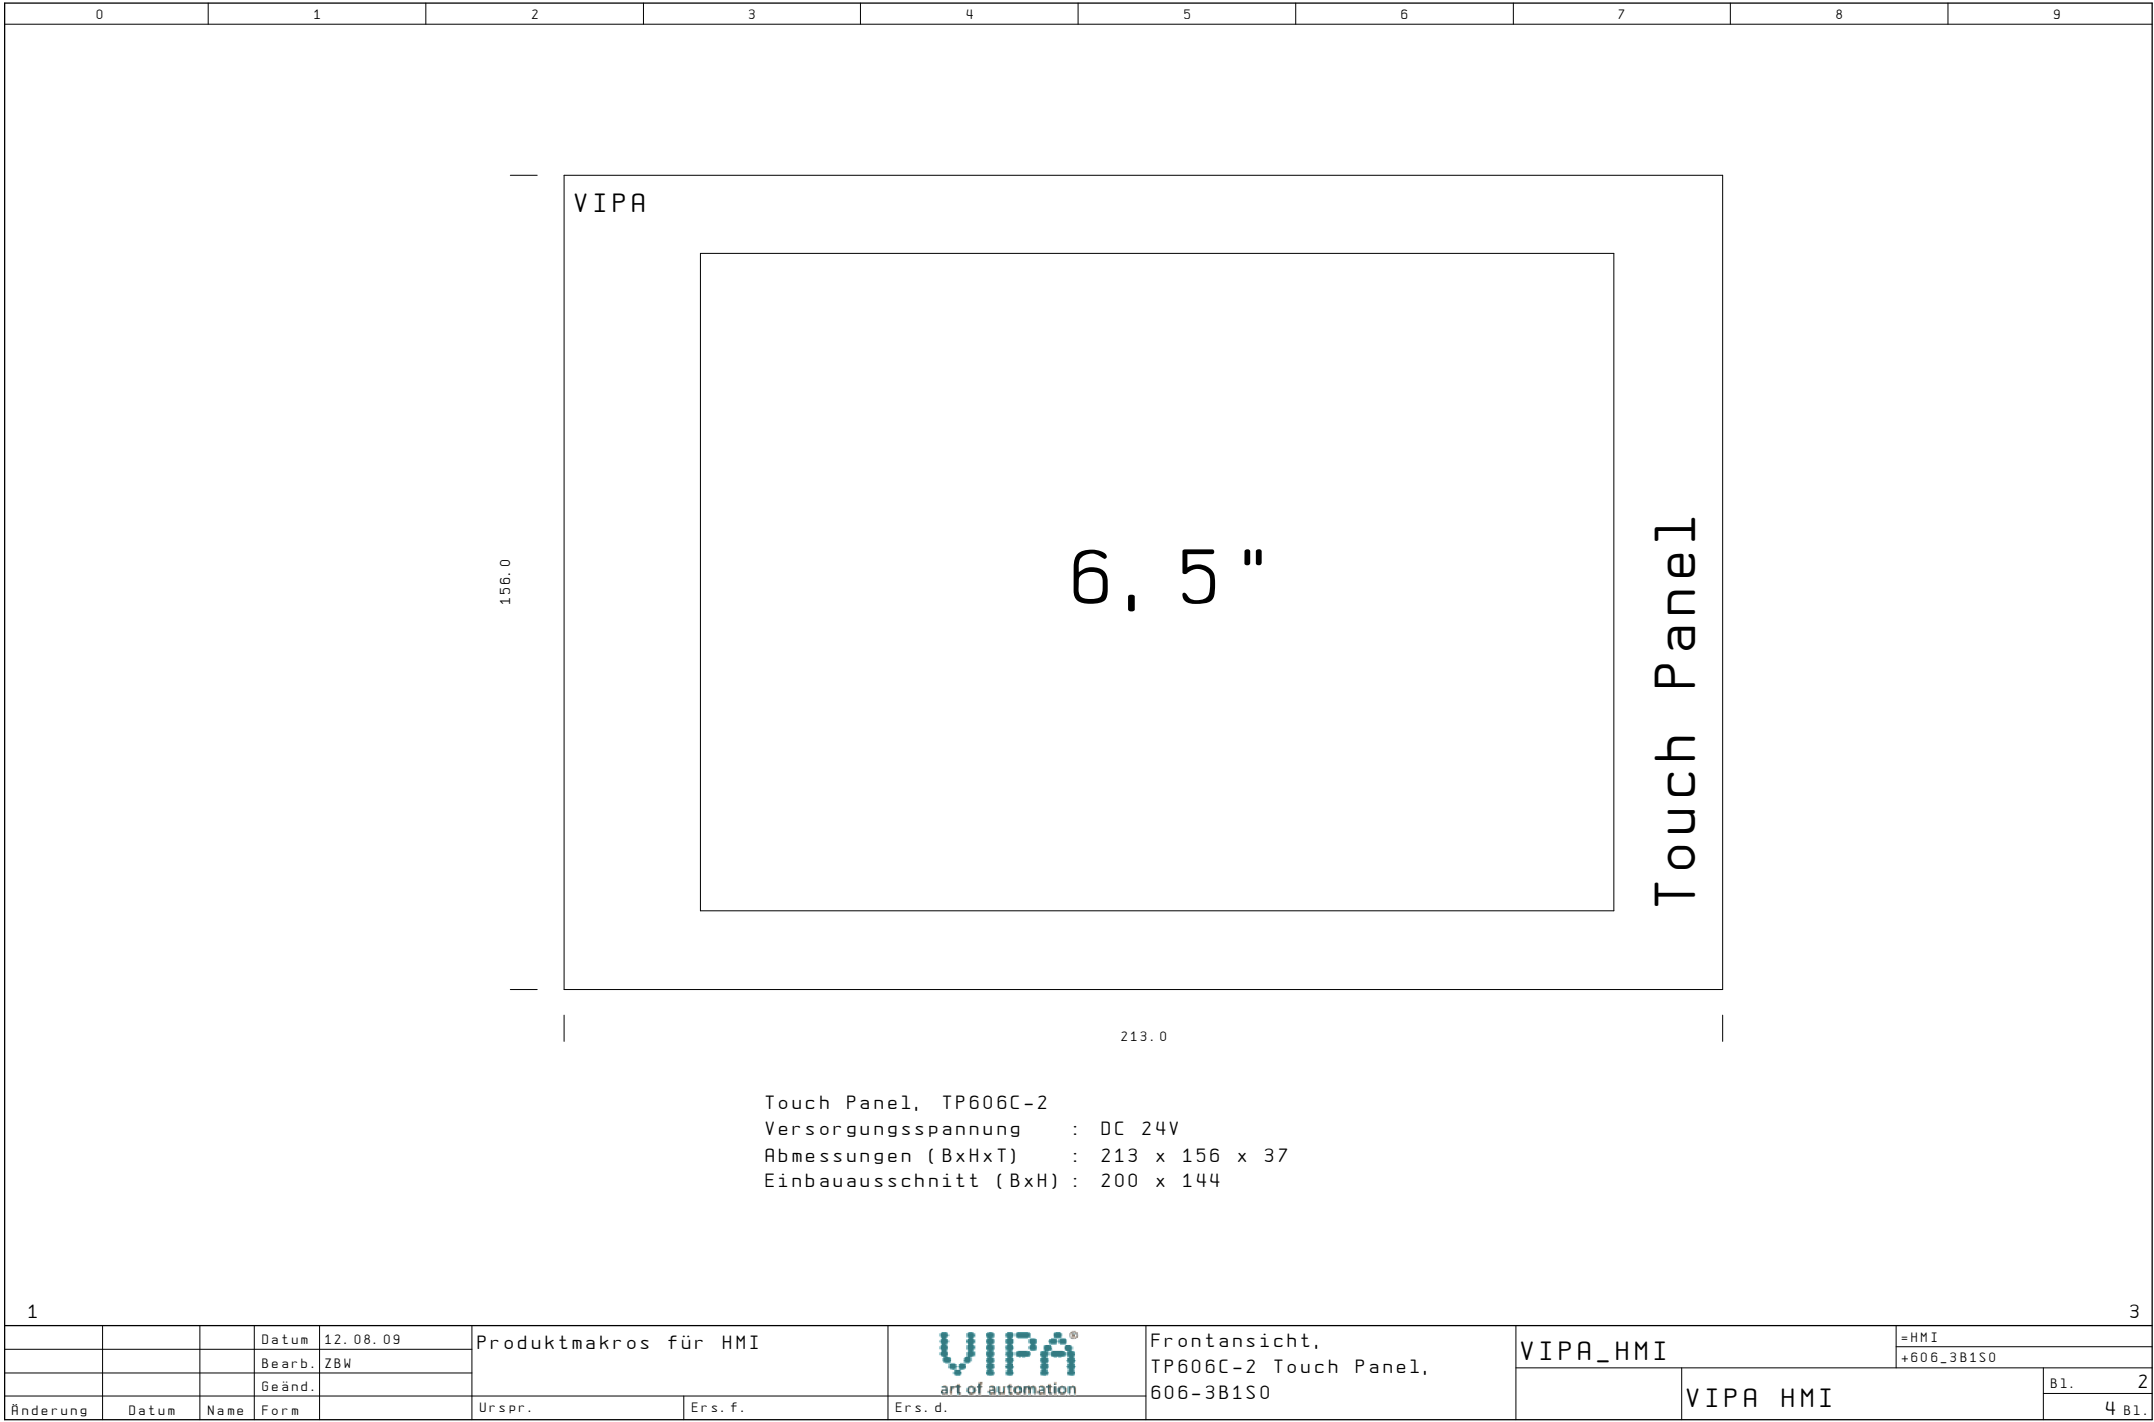 0 1 2 3 4 5 6 7 8 9
VIPA
6,5"
Touch Panel
156.0
213.0
Touch Panel, TP606C-2
Versorgungsspannung : DC 24V
Abmessungen (BxHxT) : 213 x 156 x 37
Einbauausschnitt (BxH) : 200 x 144
1
3
Datum 12.08.09
Bearb. ZBW
Geänd.
Änderung Datum Name Form
Produktmakros für HMI
Urspr. Ers.f. Ers.d.
VIPA®
art of automation
Frontansicht,
TP606C-2 Touch Panel,
606-3B1S0
VIPA_HMI
=HMI
+606_3B1S0
VIPA HMI
Bl. 2
4 Bl.